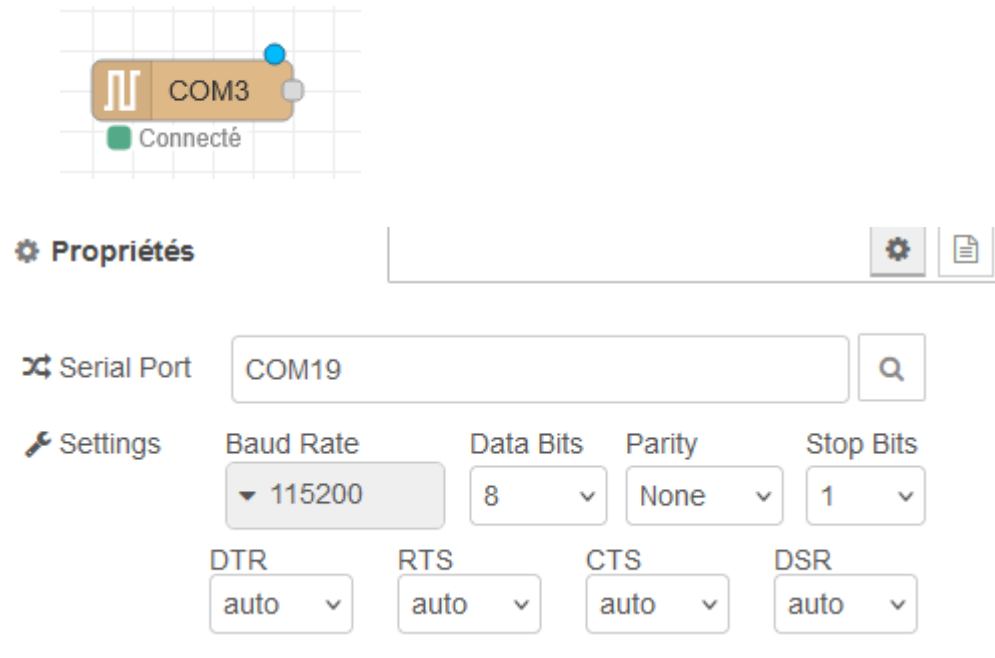 COM3
Connecté
Propriétés
Serial Port COM19
Settings Baud Rate Data Bits Parity Stop Bits
115200 8 None 1
DTR RTS CTS DSR
auto auto auto auto